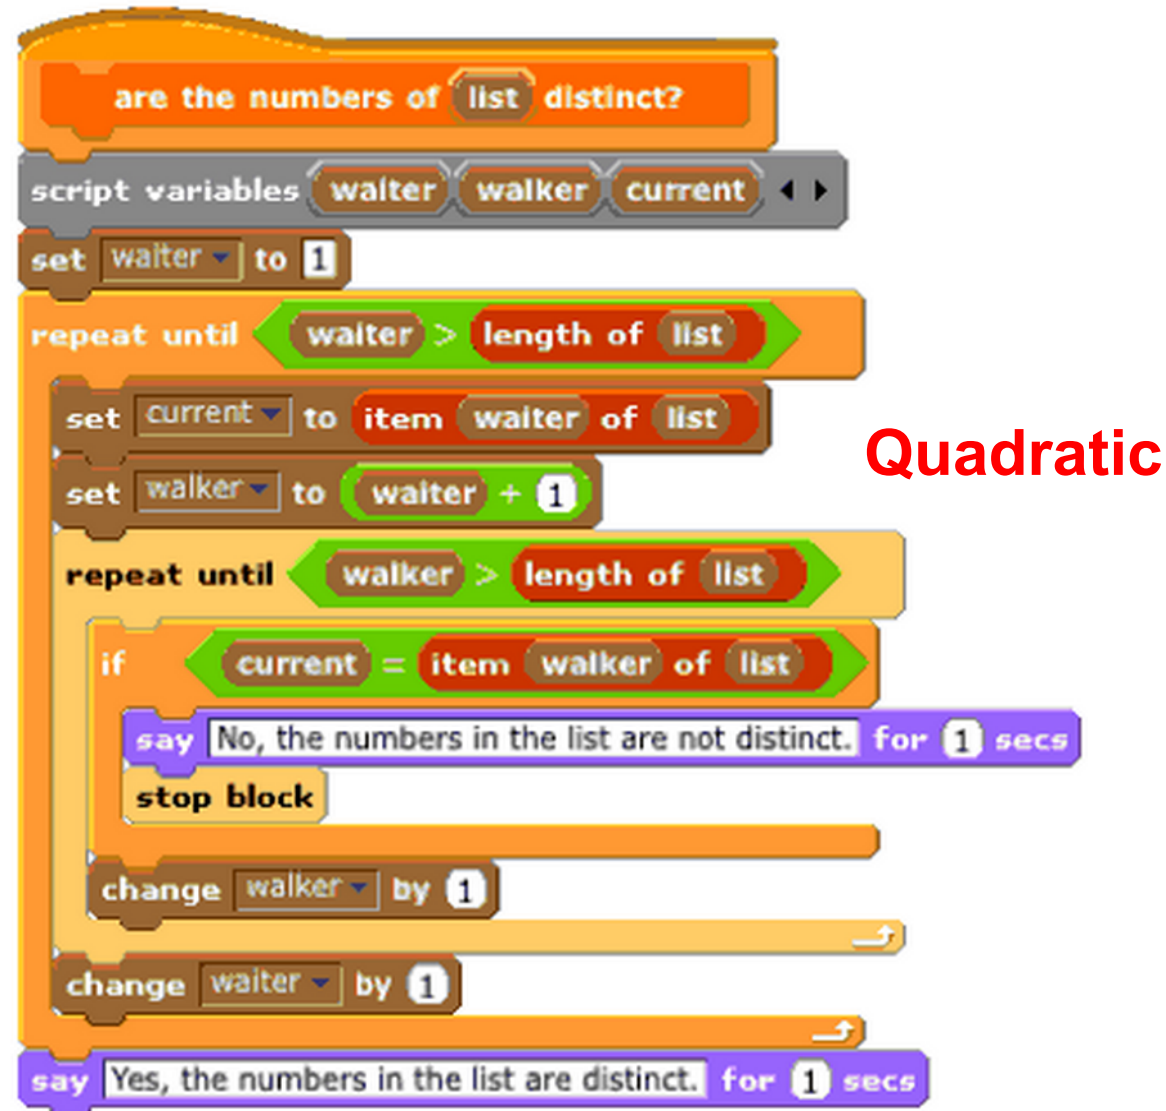 are the numbers of list distinct?
script variables waiter walker current
set waiter to 1
repeat until waiter > length of list
set current to item waiter of list
Quadratic
set walker to waiter + 1
repeat until walker > length of list
if current = item walker of list
say No, the numbers in the list are not distinct. for 1 secs
stop block
change walker by 1
change waiter by 1
say Yes, the numbers in the list are distinct. for 1 secs